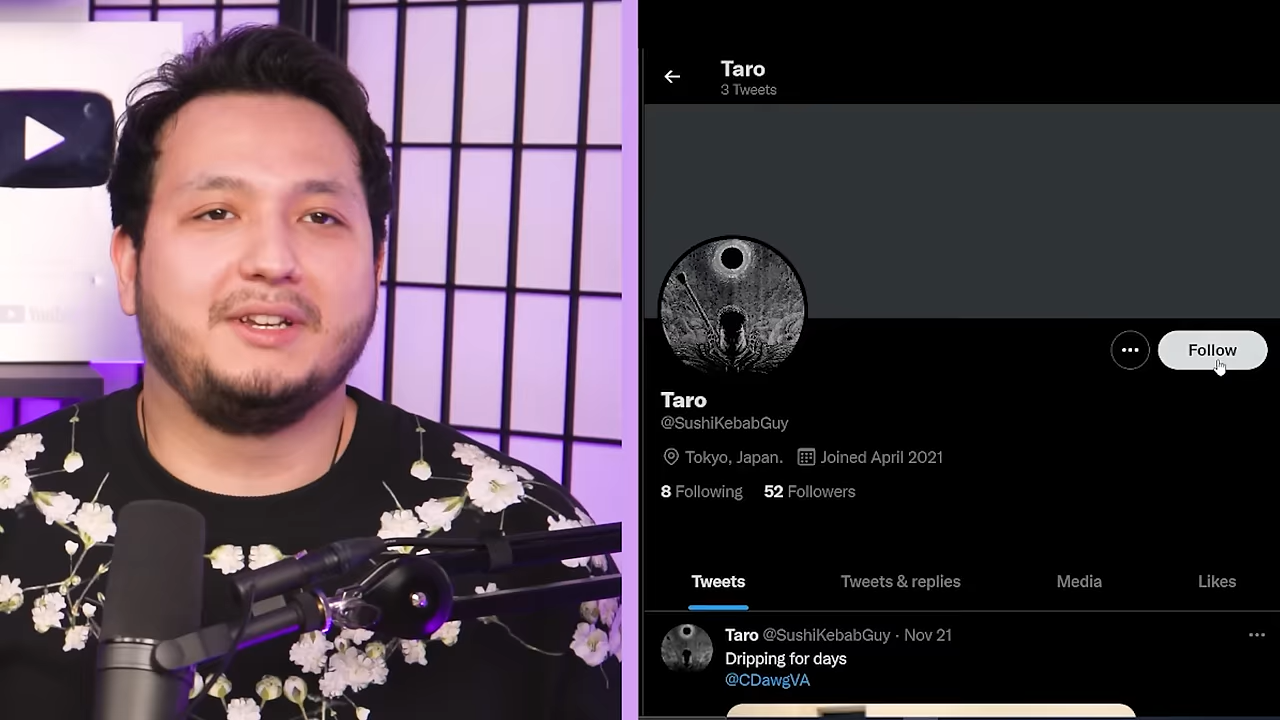 Taro
3 Tweets
Follow
Taro
@SushiKebabGuy
Tokyo, Japan. Joined April 2021
8 Following 52 Followers
Tweets Tweets & replies Media Likes
Taro @SushiKebabGuy · Nov 21
Dripping for days
@CDawgVA